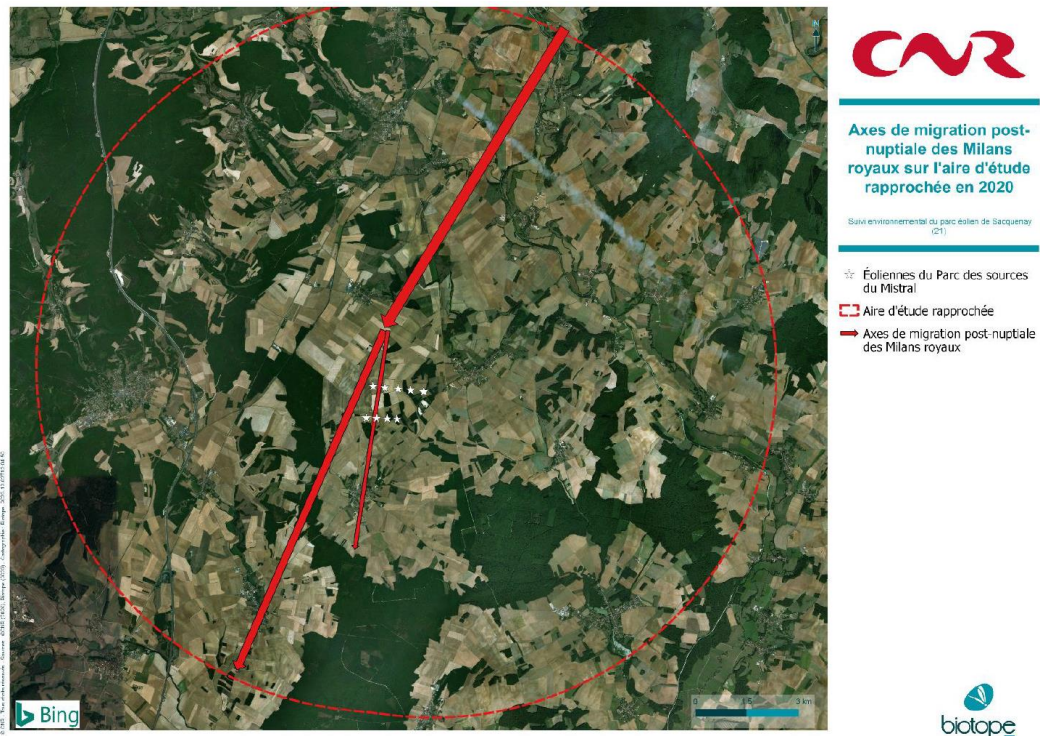 N
CNR
Axes de migration post-
nuptiale des Milans
royaux sur l'aire d'étude
rapprochée en 2020
Suivi environnemental du parc éolien de Sacquenay
(21)
Éoliennes du Parc des sources
du Mistral
Aire d'étude rapprochée
Axes de migration post-nuptiale
des Milans royaux
0 1,5 3 km
Bing
biotope